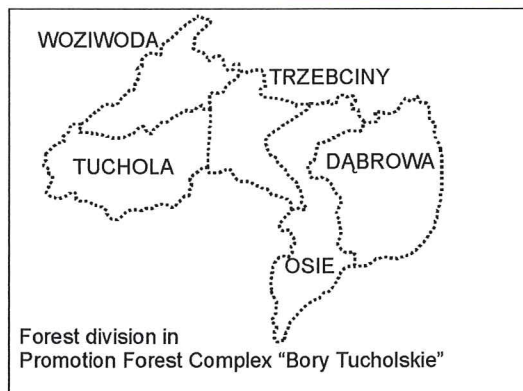 WOZIWODA
TRZEBCINY
TUCHOLA
DĄBROWA
OSIE
Forest division in
Promotion Forest Complex "Bory Tucholskie"